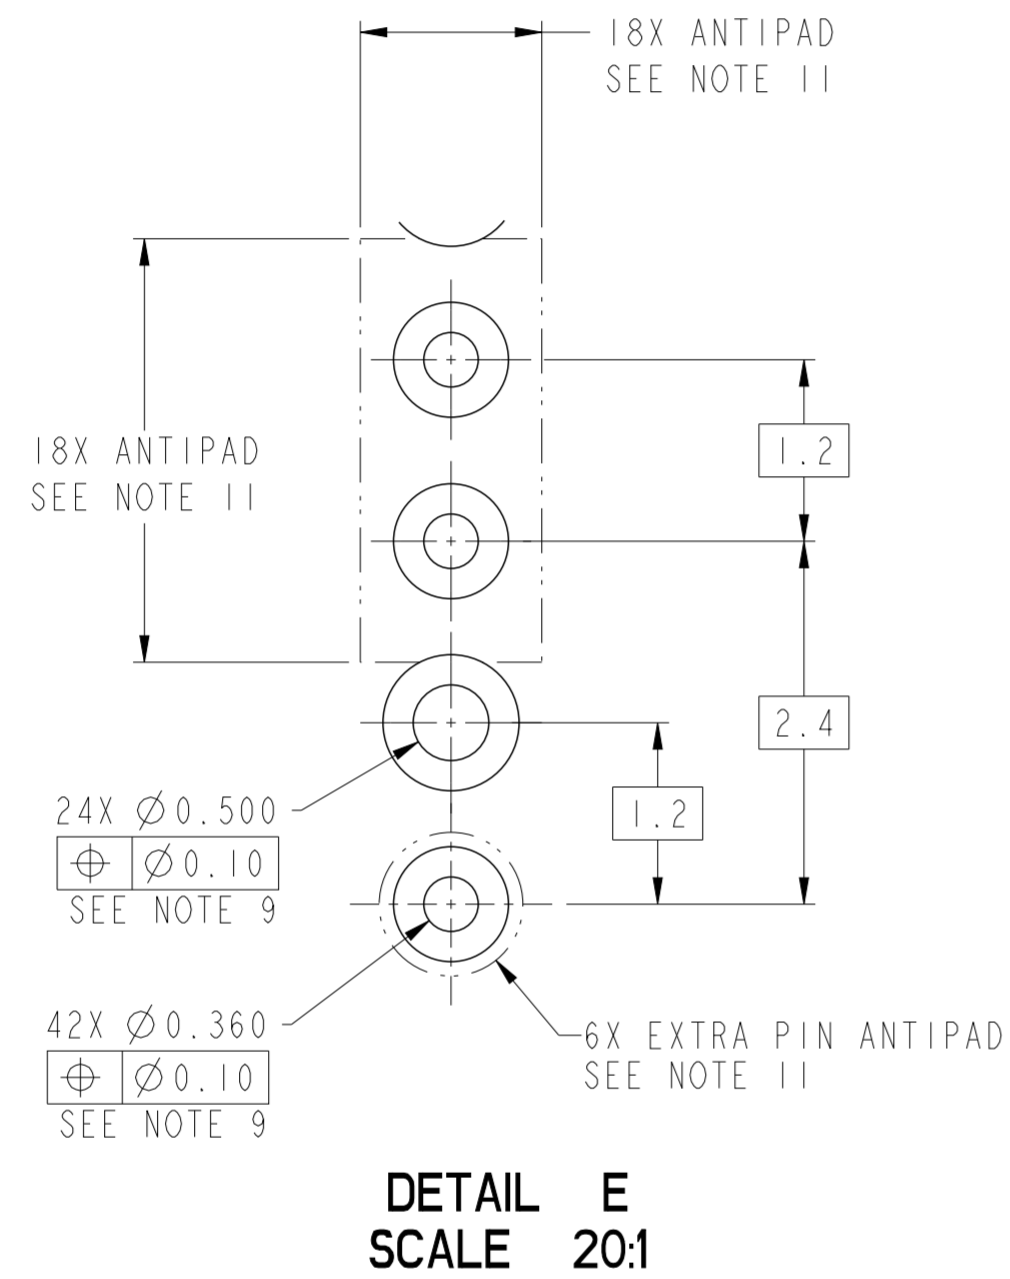 18X ANTIPAD
SEE NOTE 11
18X ANTIPAD
SEE NOTE 11
1.2
2.4
1.2
24X ⌀0.500
⌖ ⌀0.10
SEE NOTE 9
42X ⌀0.360
⌖ ⌀0.10
SEE NOTE 9
6X EXTRA PIN ANTIPAD
SEE NOTE 11
DETAIL E
SCALE 20:1